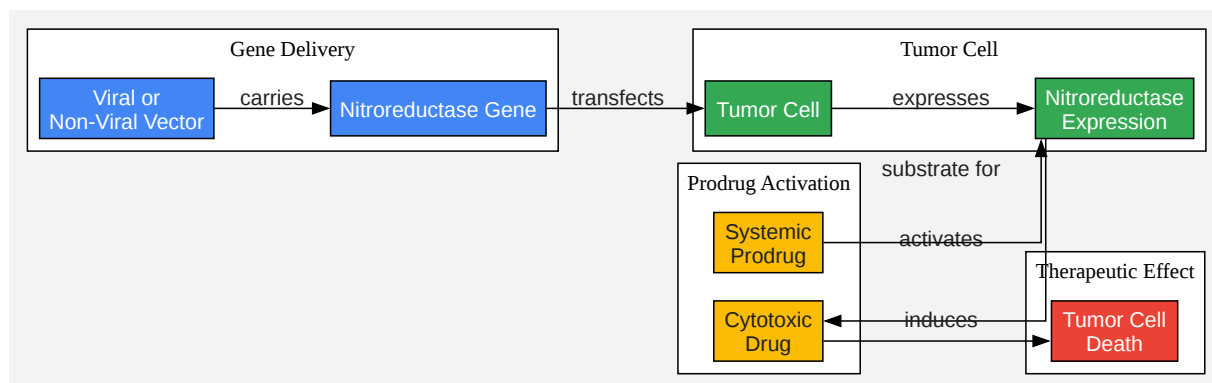 Gene Delivery
Viral or
Non-Viral Vector
carries
Nitroreductase Gene
transfects
Tumor Cell
Tumor Cell
expresses
Nitroreductase
Expression
substrate for
Prodrug Activation
Systemic
Prodrug
activates
Cytotoxic
Drug
induces
Therapeutic Effect
Tumor Cell
Death